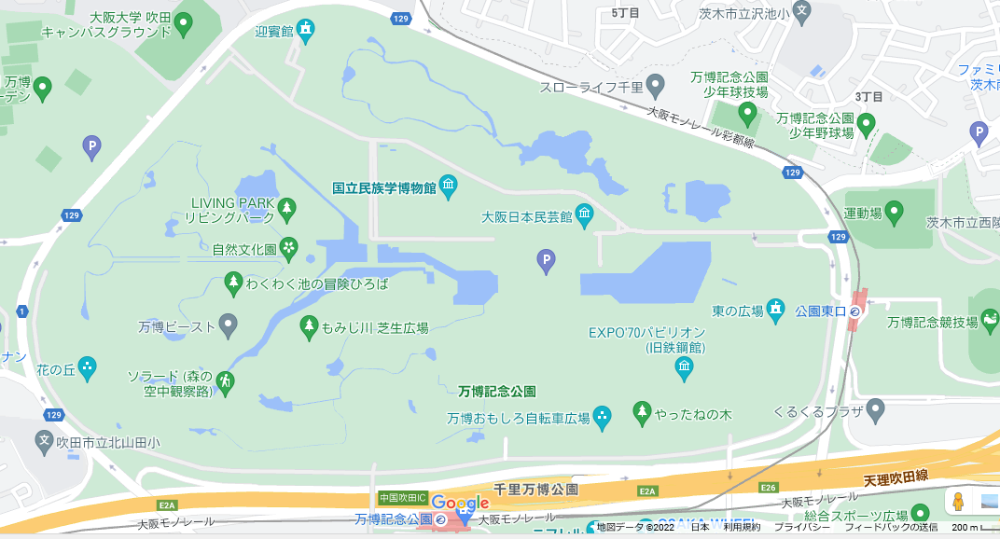 大阪大学 吹田
キャンパスグラウンド
迎賓館
129
5丁目
茨木市立沢池小
文
万博
ーデン
P
スローライフ千里
万博記念公園
少年球技場
3丁目
ファミリ
茨木南
大阪モノレール彩都線
万博記念公園
少年野球場
P
129
国立民族学博物館
LIVING PARK
リビングパーク
129
大阪日本民芸館
運動場
茨木市立西陵
129
自然文化園
P
わくわく池の冒険ひろば
1
万博ビースト
もみじ川 芝生広場
東の広場
公園東口
万博記念競技場
EXPO'70パビリオン
(旧鉄鋼館)
ナン
花の丘
ソラード (森の
空中観察路)
万博記念公園
万博おもしろ自転車広場
やったねの木
くるくるプラザ
129
文
吹田市立北山田小
天理吹田線
千里万博公園
E2A
E26
中国吹田IC
Google
E2A
大阪モノレール
万博記念公園
大阪モノレール
大阪モノレール
総合スポーツ広場
ニフレル
OSAKA WHEEL
地図データ ©2022
日本
利用規約
プライバシー
フィードバックの送信
200 m